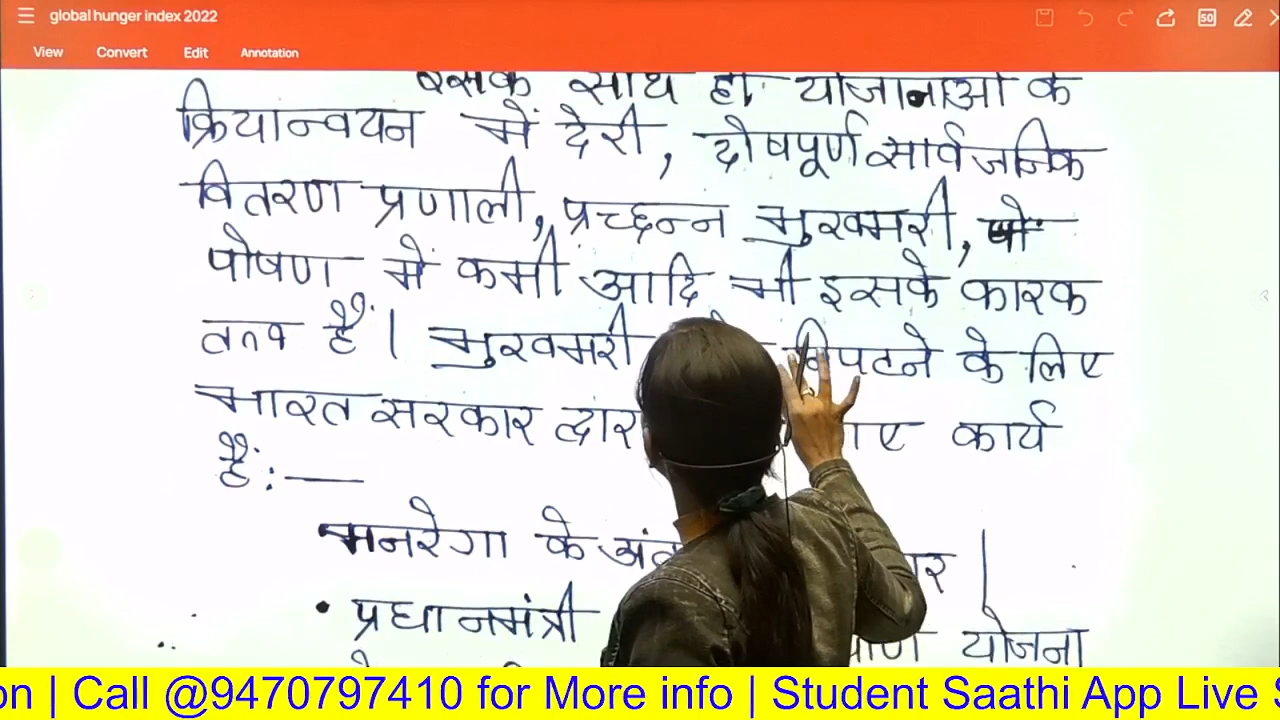 global hunger index 2022
50
View Convert Edit Annotation
इसके साथ ही योजानाओं के
क्रियान्वयन में देरी, दोषपूर्ण सार्वजनिक
वितरण प्रणाली, प्रच्छन्न भुखमरी,
पोषण में कमी आदि भी इसके कारक
तत्व हैं। भुखमरी निपटने के लिए
भारत सरकार द्वारा कार्य
हैं:—
मनरेगा के
• प्रधानमंत्री योजना
on | Call @9470797410 for More info | Student Saathi App Live S